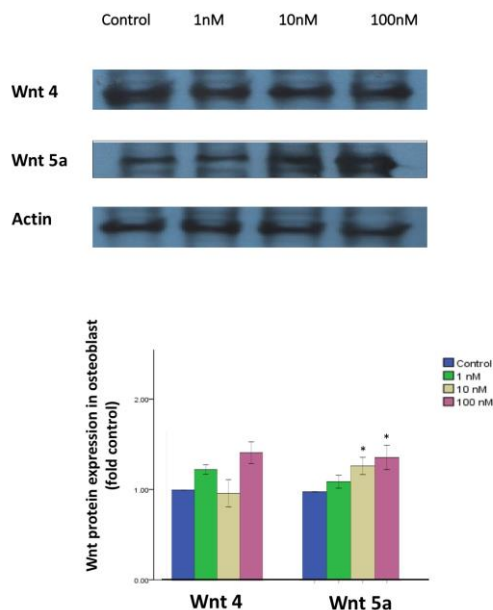 Control 1nM 10nM 100nM
Wnt 4
Wnt 5a
Actin
Wnt protein expression in osteoblast
(fold control)
2.00
1.00
0.00
Control
1 nM
10 nM
100 nM
* *
Wnt 4 Wnt 5a